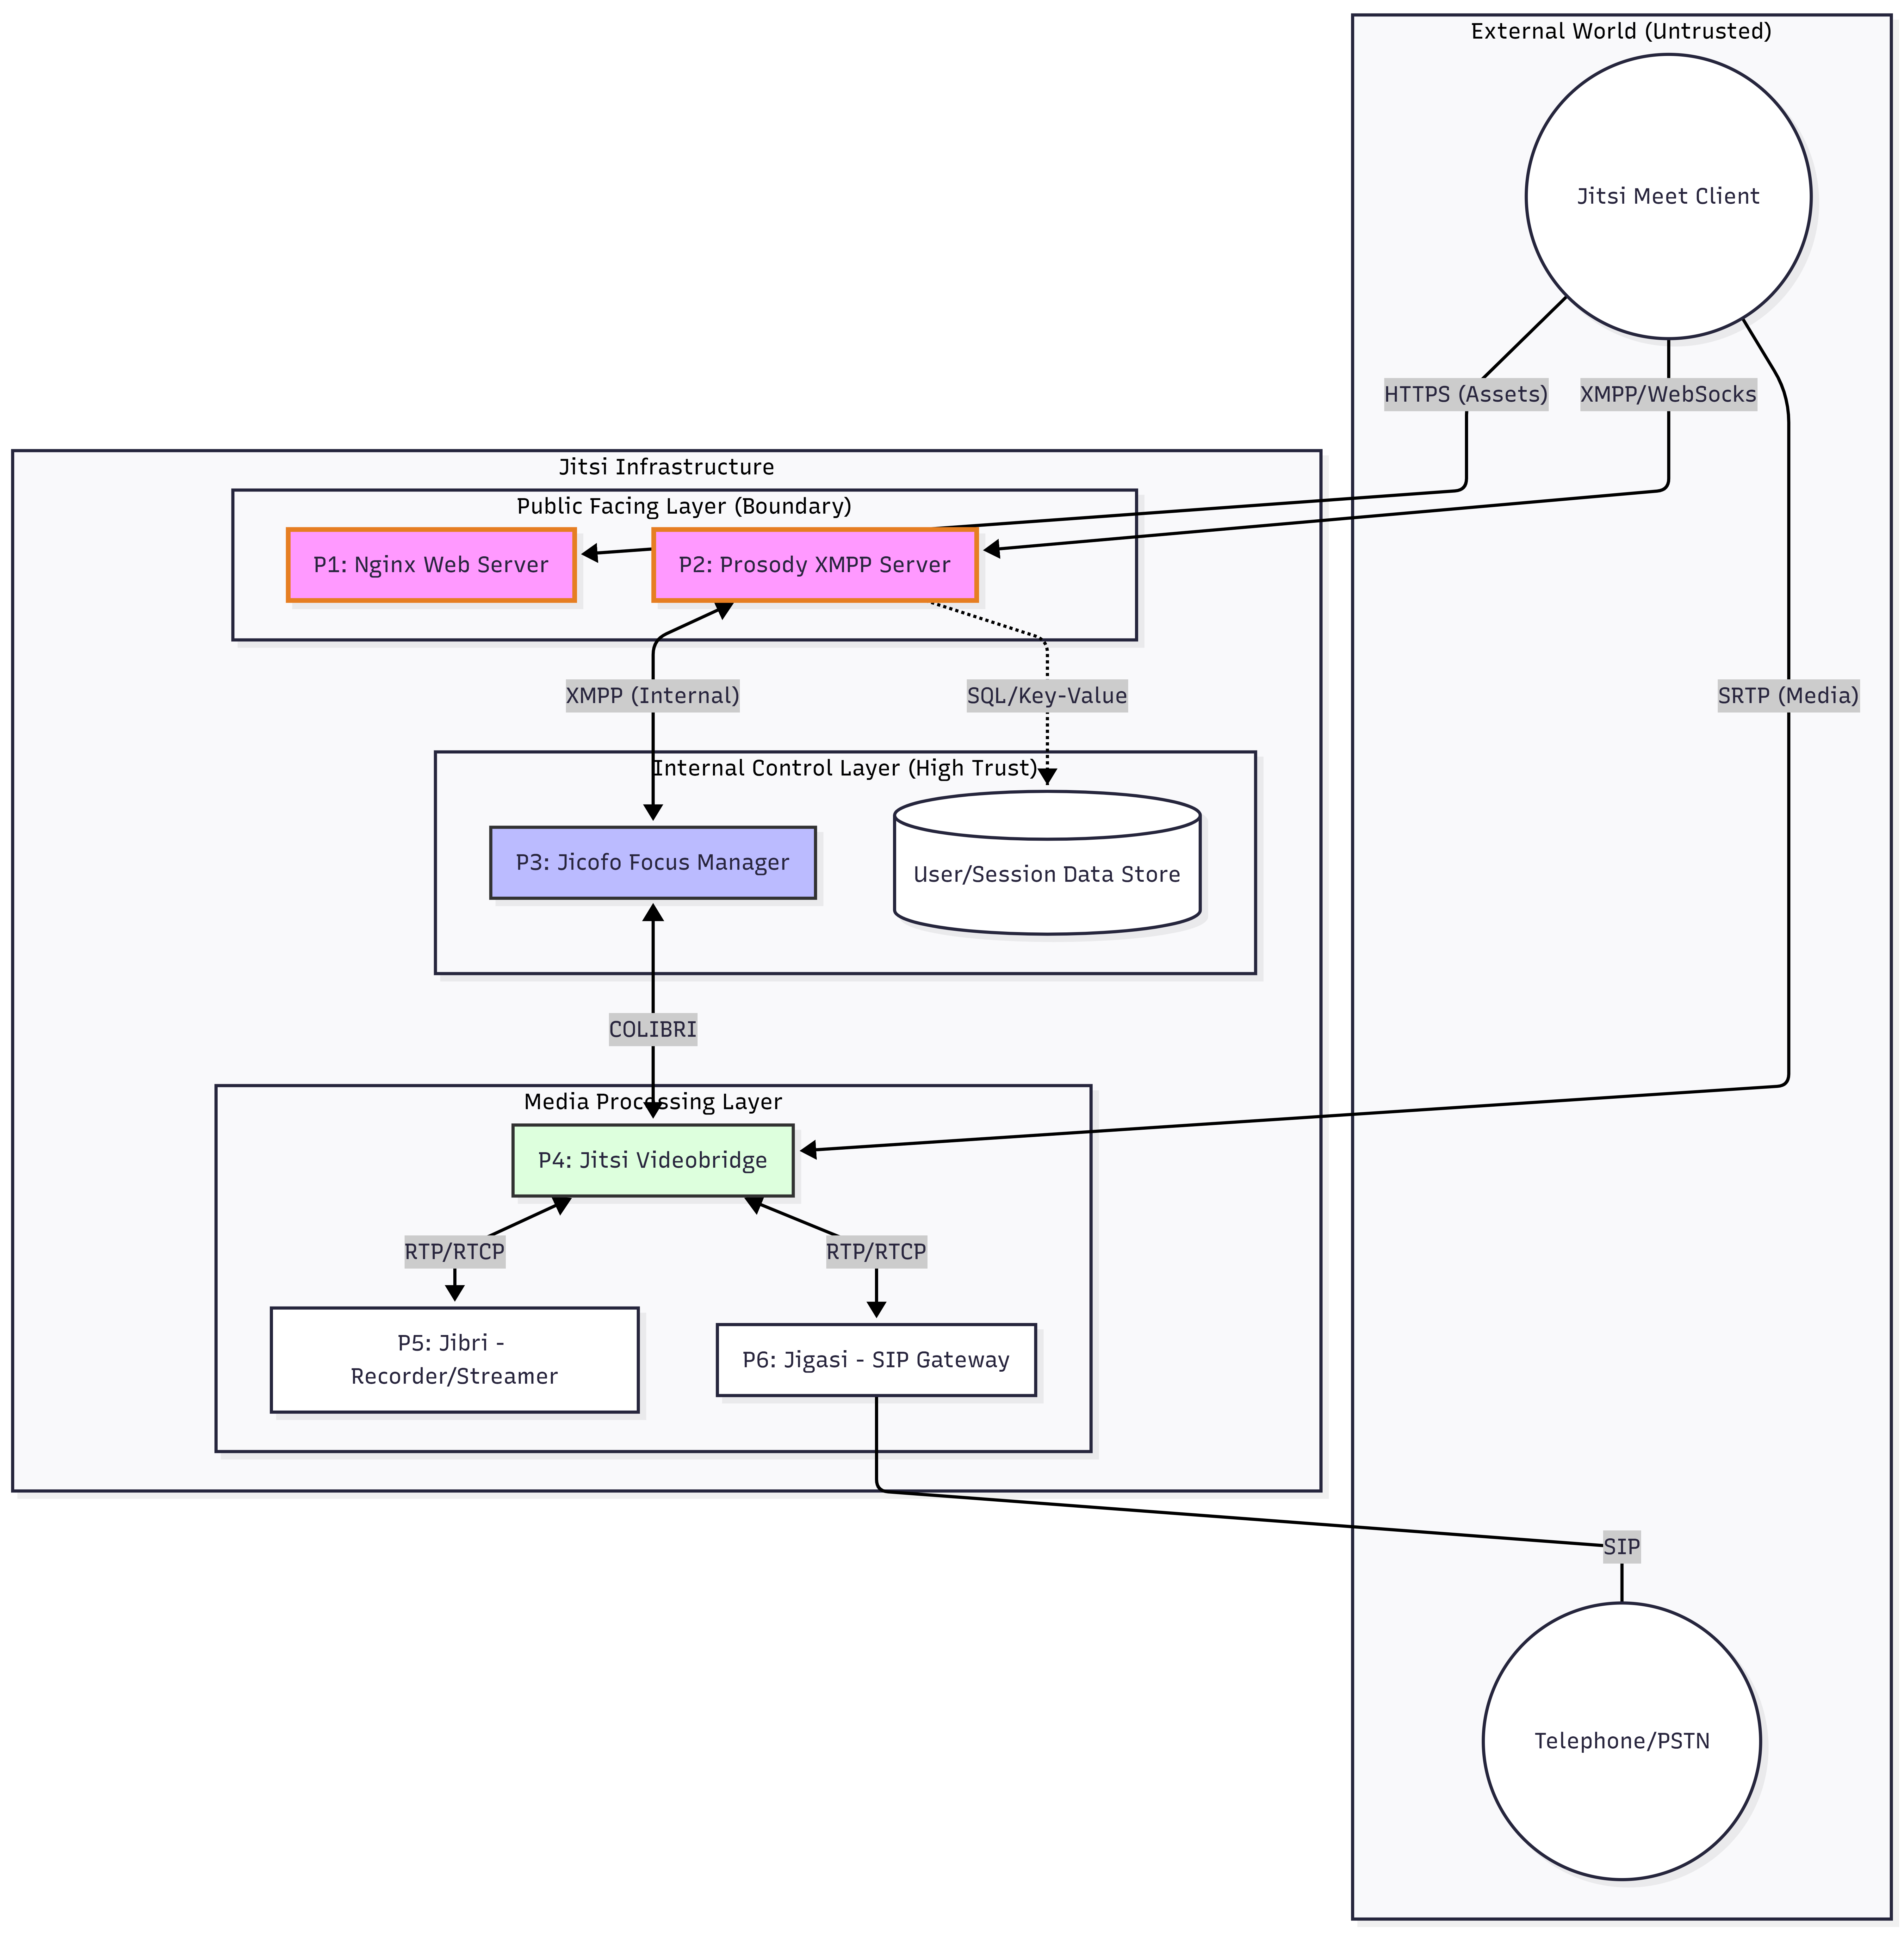 External World (Untrusted)
Jitsi Meet Client
HTTPS (Assets)
XMPP/WebSocks
Jitsi Infrastructure
Public Facing Layer (Boundary)
P1: Nginx Web Server
P2: Prosody XMPP Server
XMPP (Internal)
SQL/Key-Value
SRTP (Media)
Internal Control Layer (High Trust)
P3: Jicofo Focus Manager
User/Session Data Store
COLIBRI
Media Processing Layer
P4: Jitsi Videobridge
RTP/RTCP
RTP/RTCP
P5: Jibri -
Recorder/Streamer
P6: Jigasi - SIP Gateway
SIP
Telephone/PSTN